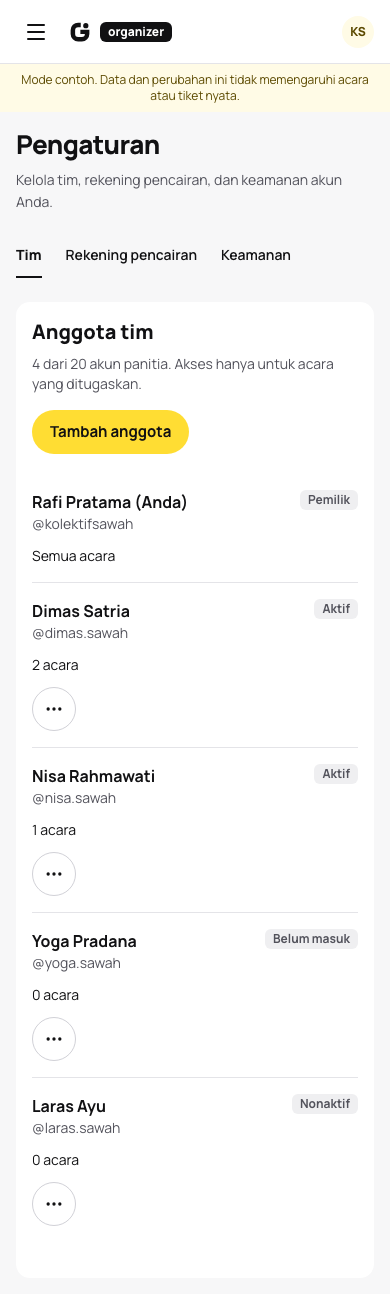 organizer
KS
Mode contoh. Data dan perubahan ini tidak memengaruhi acara
atau tiket nyata.
Pengaturan
Kelola tim, rekening pencairan, dan keamanan akun
Anda.
Tim
Rekening pencairan
Keamanan
Anggota tim
4 dari 20 akun panitia. Akses hanya untuk acara
yang ditugaskan.
Tambah anggota
Rafi Pratama (Anda)
Pemilik
@kolektifsawah
Semua acara
Dimas Satria
Aktif
@dimas.sawah
2 acara
Nisa Rahmawati
Aktif
@nisa.sawah
1 acara
Yoga Pradana
Belum masuk
@yoga.sawah
0 acara
Laras Ayu
Nonaktif
@laras.sawah
0 acara